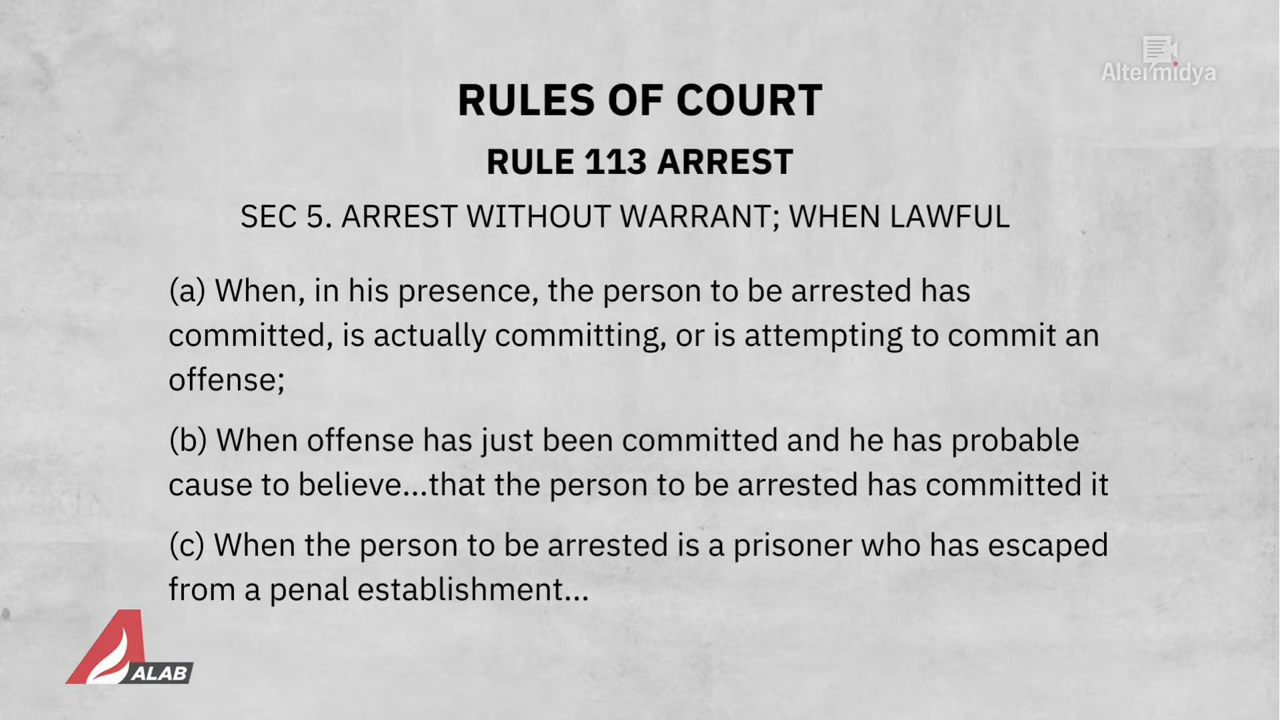 Altermidya
RULES OF COURT
RULE 113 ARREST
SEC 5. ARREST WITHOUT WARRANT; WHEN LAWFUL
(a) When, in his presence, the person to be arrested has
committed, is actually committing, or is attempting to commit an
offense;
(b) When offense has just been committed and he has probable
cause to believe...that the person to be arrested has committed it
(c) When the person to be arrested is a prisoner who has escaped
from a penal establishment...
ALAB